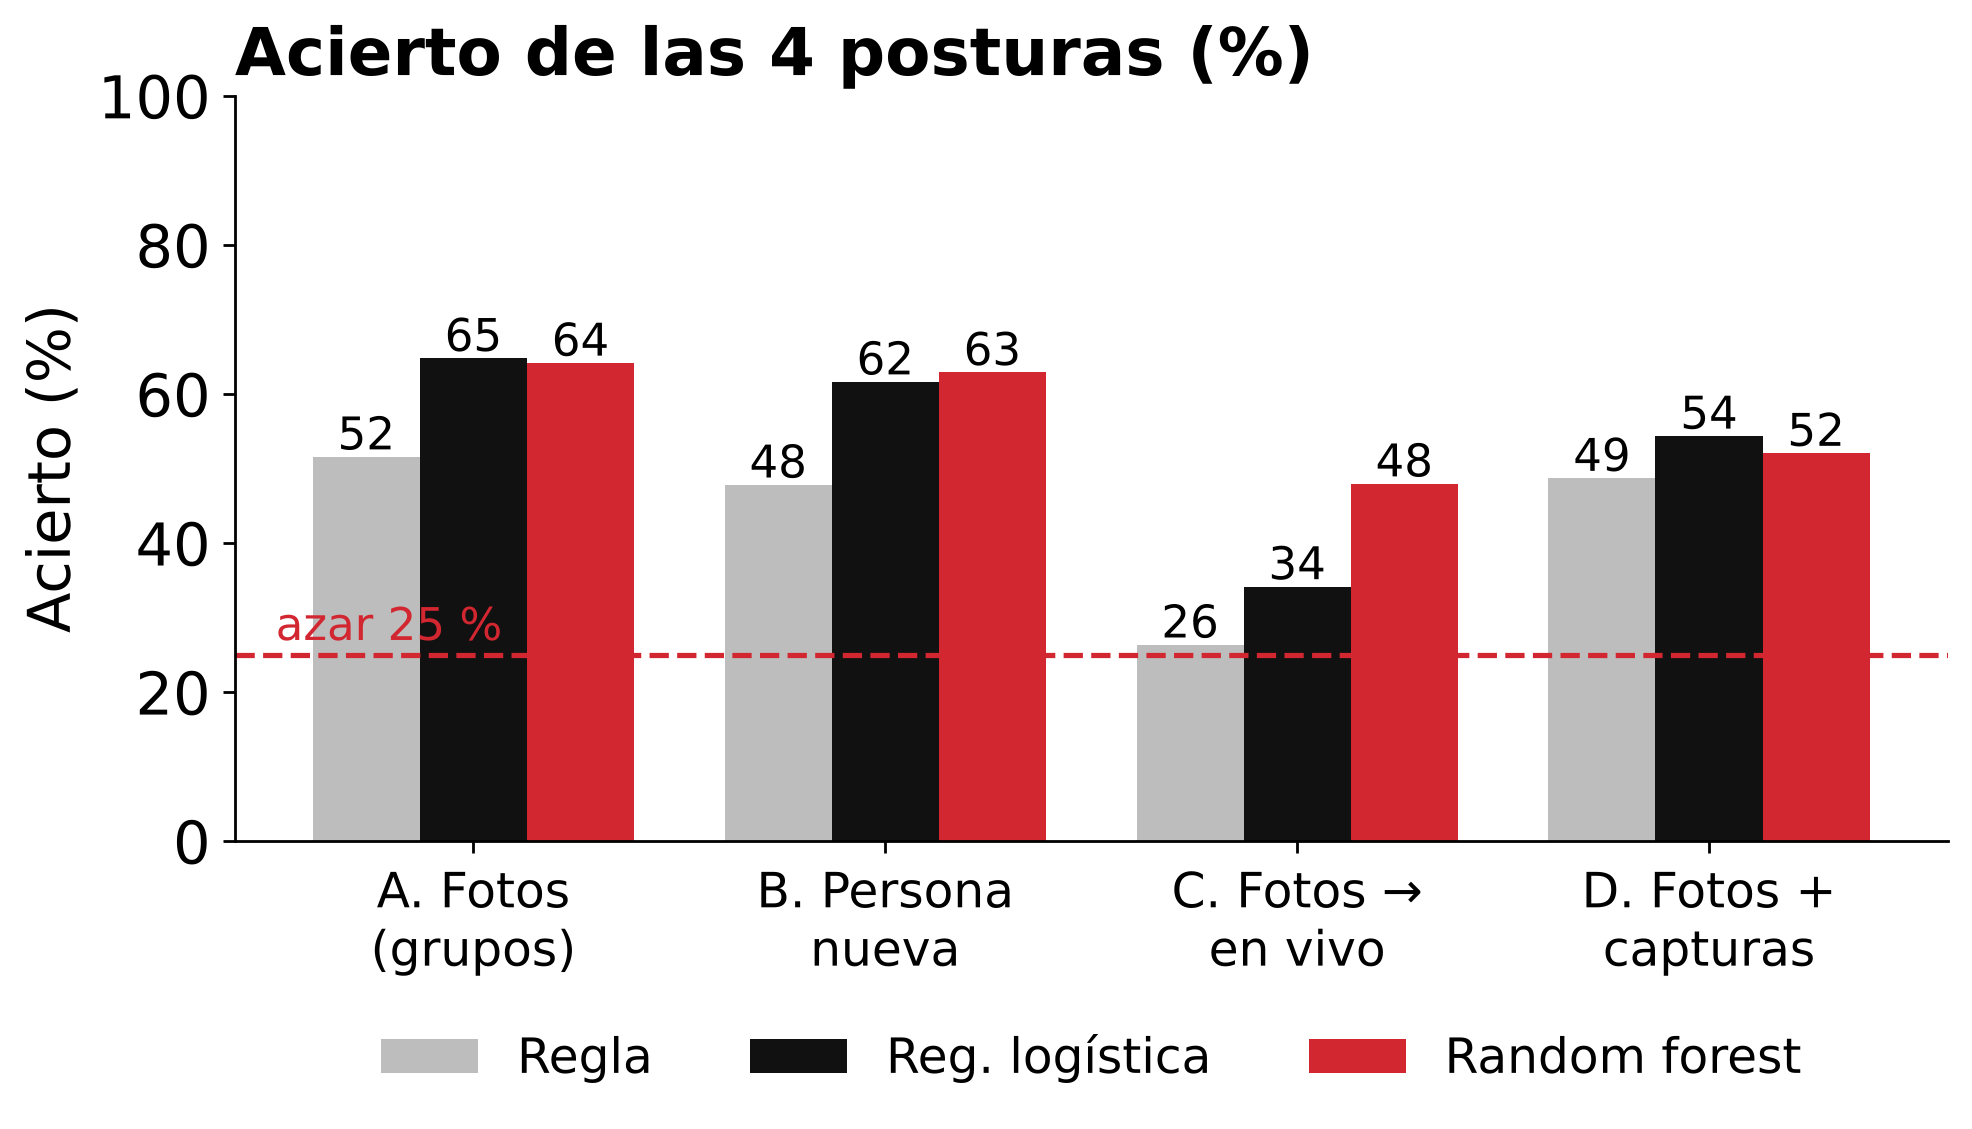 Acierto de las 4 posturas (%)
Acierto (%)
100
80
60
40
20
0
52
65
64
48
62
63
26
34
48
49
54
52
azar 25 %
A. Fotos
(grupos)
B. Persona
nueva
C. Fotos →
en vivo
D. Fotos +
capturas
Regla
Reg. logística
Random forest